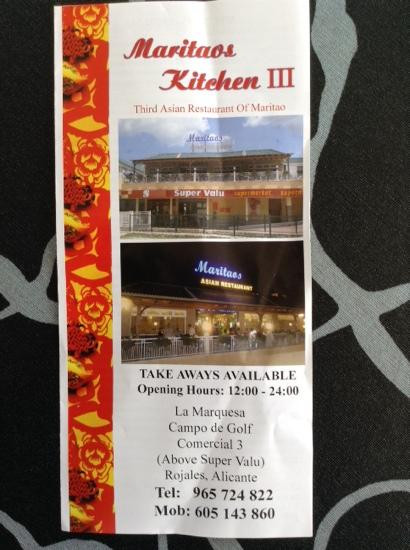 Maritaos
Kitchen III
Third Asian Restaurant Of Maritao
Maritaos
Super Valu supermarket
Maritaos
ASIAN RESTAURANT
TAKE AWAYS AVAILABLE
Opening Hours: 12:00 - 24:00
La Marquesa
Campo de Golf
Comercial 3
(Above Super Valu)
Rojales, Alicante
Tel: 965 724 822
Mob: 605 143 860